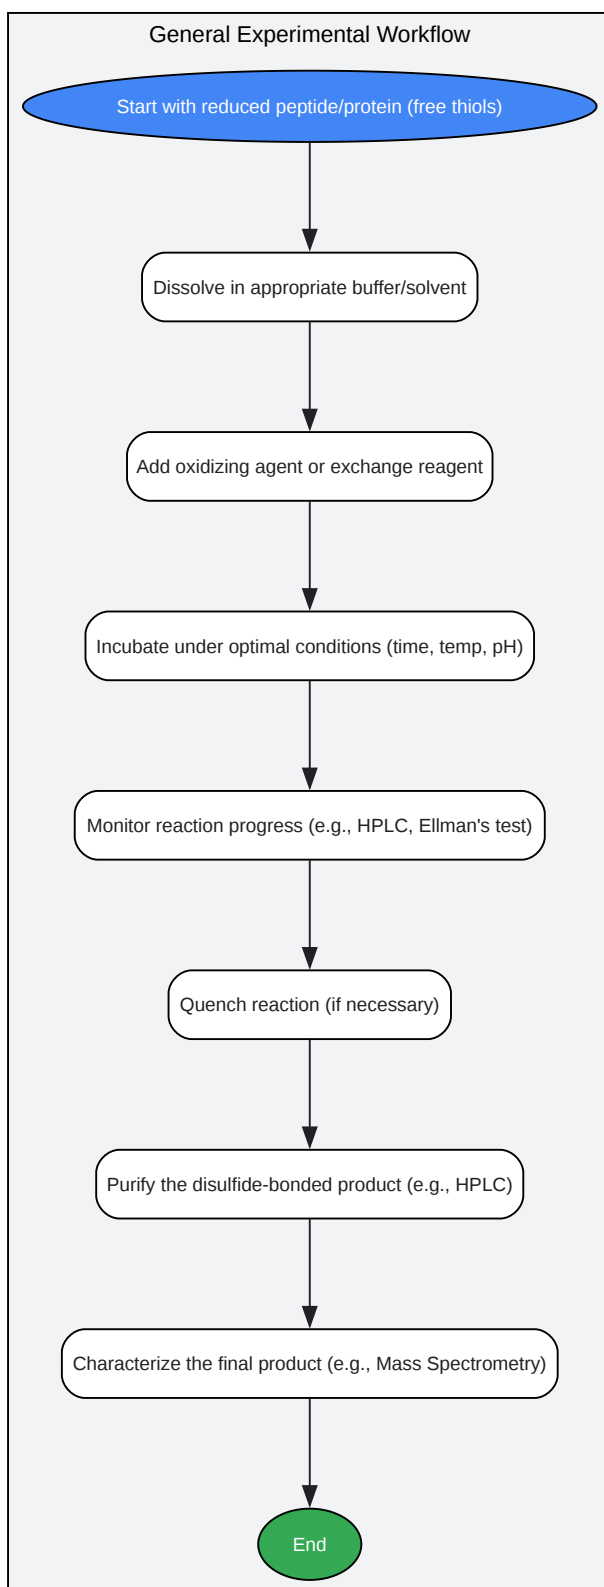 General Experimental Workflow
Start with reduced peptide/protein (free thiols)
Dissolve in appropriate buffer/solvent
Add oxidizing agent or exchange reagent
Incubate under optimal conditions (time, temp, pH)
Monitor reaction progress (e.g., HPLC, Ellman's test)
Quench reaction (if necessary)
Purify the disulfide-bonded product (e.g., HPLC)
Characterize the final product (e.g., Mass Spectrometry)
End